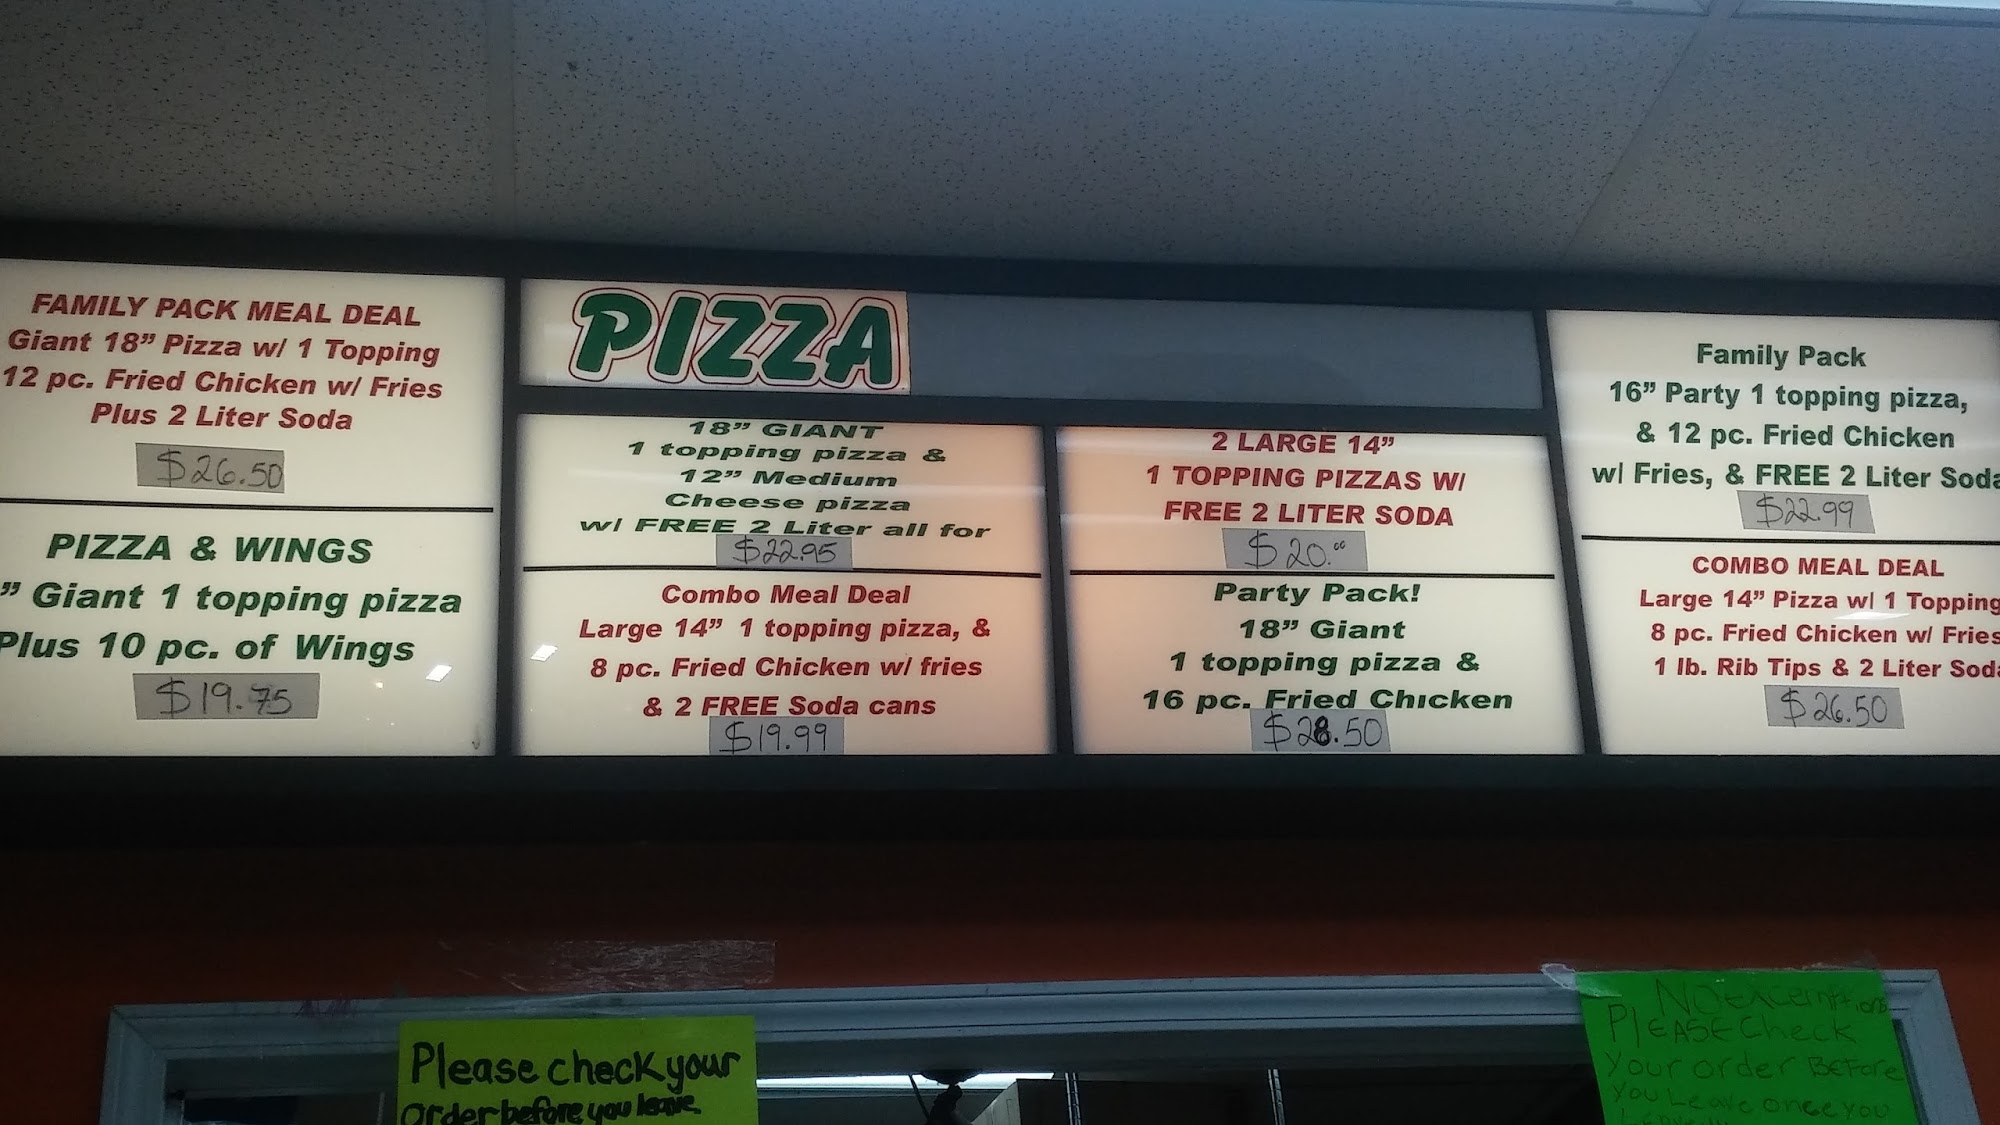 FAMILY PACK MEAL DEAL
Giant 18” Pizza w/ 1 Topping
12 pc. Fried Chicken w/ Fries
Plus 2 Liter Soda
$26.50
PIZZA & WINGS
” Giant 1 topping pizza
Plus 10 pc. of Wings
$19.75
PIZZA
18” GIANT
1 topping pizza &
12” Medium
Cheese pizza
w/ FREE 2 Liter all for
$22.95
Combo Meal Deal
Large 14” 1 topping pizza, &
8 pc. Fried Chicken w/ fries
& 2 FREE Soda cans
$19.99
2 LARGE 14”
1 TOPPING PIZZAS W/
FREE 2 LITER SODA
$20.00
Party Pack!
18” Giant
1 topping pizza &
16 pc. Fried Chicken
$28.50
Family Pack
16” Party 1 topping pizza,
& 12 pc. Fried Chicken
w/ Fries, & FREE 2 Liter Soda
$22.99
COMBO MEAL DEAL
Large 14” Pizza w/ 1 Topping
8 pc. Fried Chicken w/ Fries
1 lb. Rib Tips & 2 Liter Soda
$26.50
Please check your
order before you leave.
NO Excemptions
PLEASE Check
Your order BEFore
you Leave once you